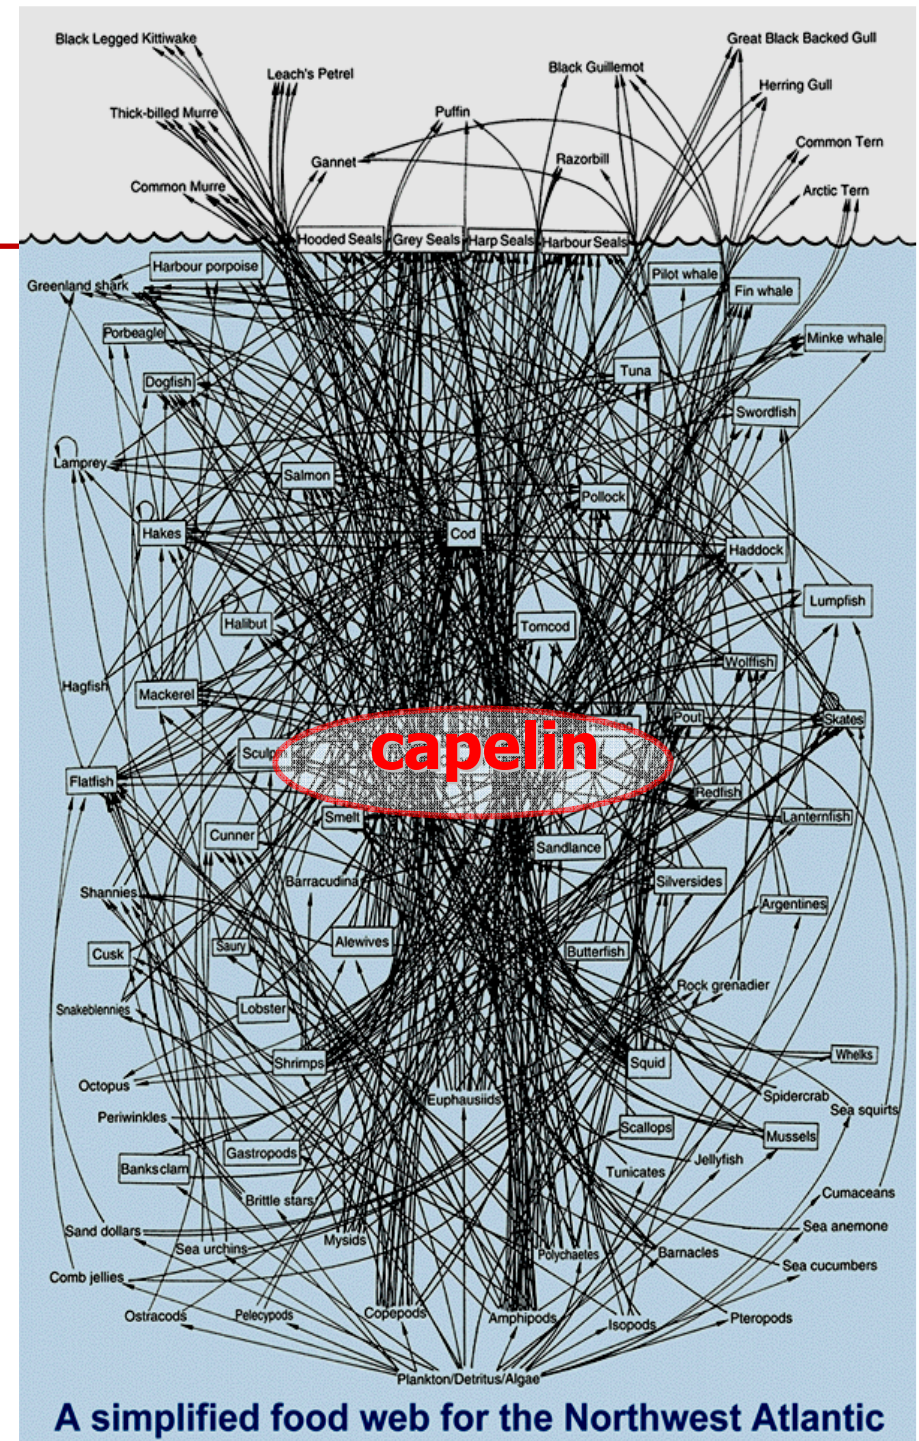 Black Legged Kittiwake
Great Black Backed Gull
Leach's Petrel
Black Guillemot
Herring Gull
Thick-billed Murre
Puffin
Common Tern
Gannet
Razorbill
Common Murre
Arctic Tern
Hooded Seals
Grey Seals
Harp Seals
Harbour Seals
Harbour porpoise
Pilot whale
Greenland shark
Fin whale
Porbeagle
Minke whale
Tuna
Dogfish
Swordfish
Lamprey
Salmon
Pollock
Hakes
Cod
Haddock
Lumpfish
Halibut
Tomcod
Wolffish
Hagfish
Mackerel
Pout
Skates
capelin
Sculpin
Flatfish
Redfish
Smelt
Lanternfish
Cunner
Sandlance
Barracudina
Silversides
Shannies
Argentines
Alewives
Saury
Cusk
Butterfish
Rock grenadier
Snakeblennies
Lobster
Shrimps
Squid
Whelks
Octopus
Euphausiids
Spidercrab
Sea squirts
Periwinkles
Scallops
Mussels
Gastropods
Jellyfish
Banksclam
Tunicates
Brittle stars
Cumaceans
Sand dollars
Mysids
Sea anemone
Sea urchins
Polychaetes
Barnacles
Sea cucumbers
Comb jellies
Ostracods
Pelecypods
Copepods
Amphipods
Isopods
Pteropods
Plankton/Detritus/Algae
A simplified food web for the Northwest Atlantic